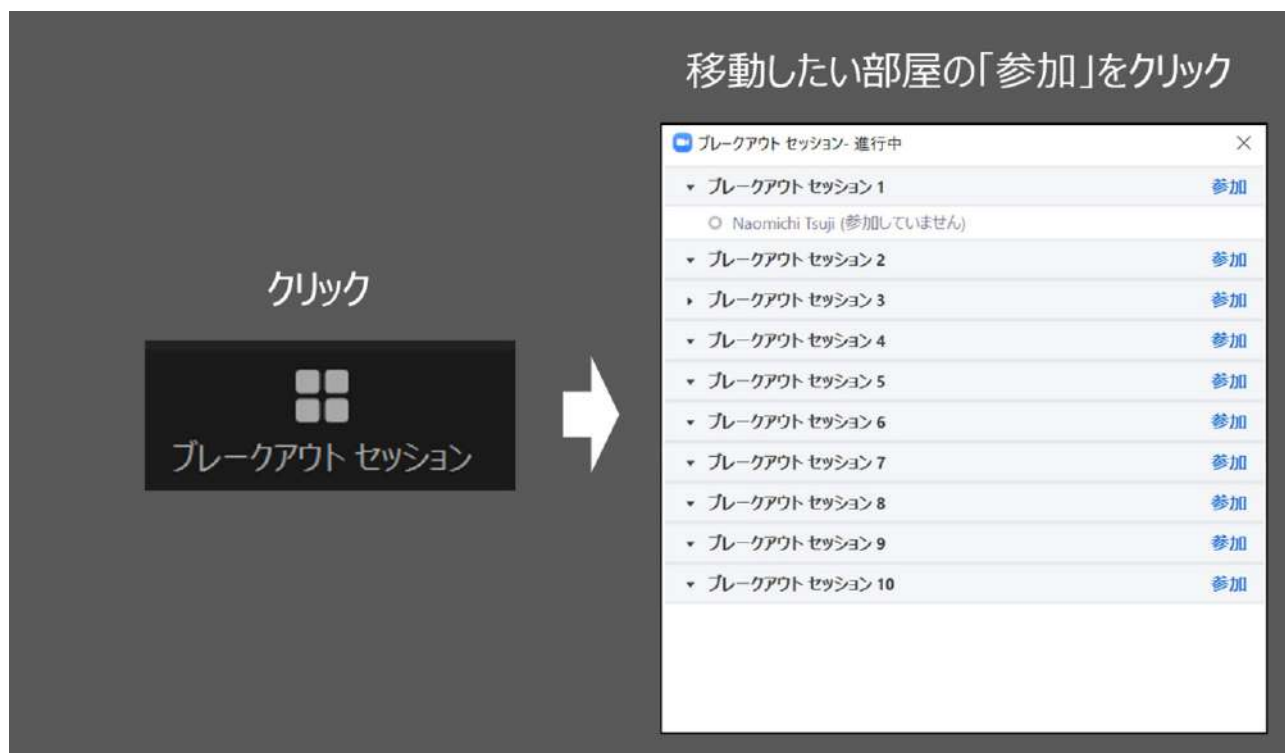 クリック
ブレークアウト セッション
移動したい部屋の「参加」をクリック
ブレークアウト セッション- 進行中
ブレークアウト セッション 1 参加
Naomichi Tsuji (参加していません)
ブレークアウト セッション 2 参加
ブレークアウト セッション 3 参加
ブレークアウト セッション 4 参加
ブレークアウト セッション 5 参加
ブレークアウト セッション 6 参加
ブレークアウト セッション 7 参加
ブレークアウト セッション 8 参加
ブレークアウト セッション 9 参加
ブレークアウト セッション 10 参加